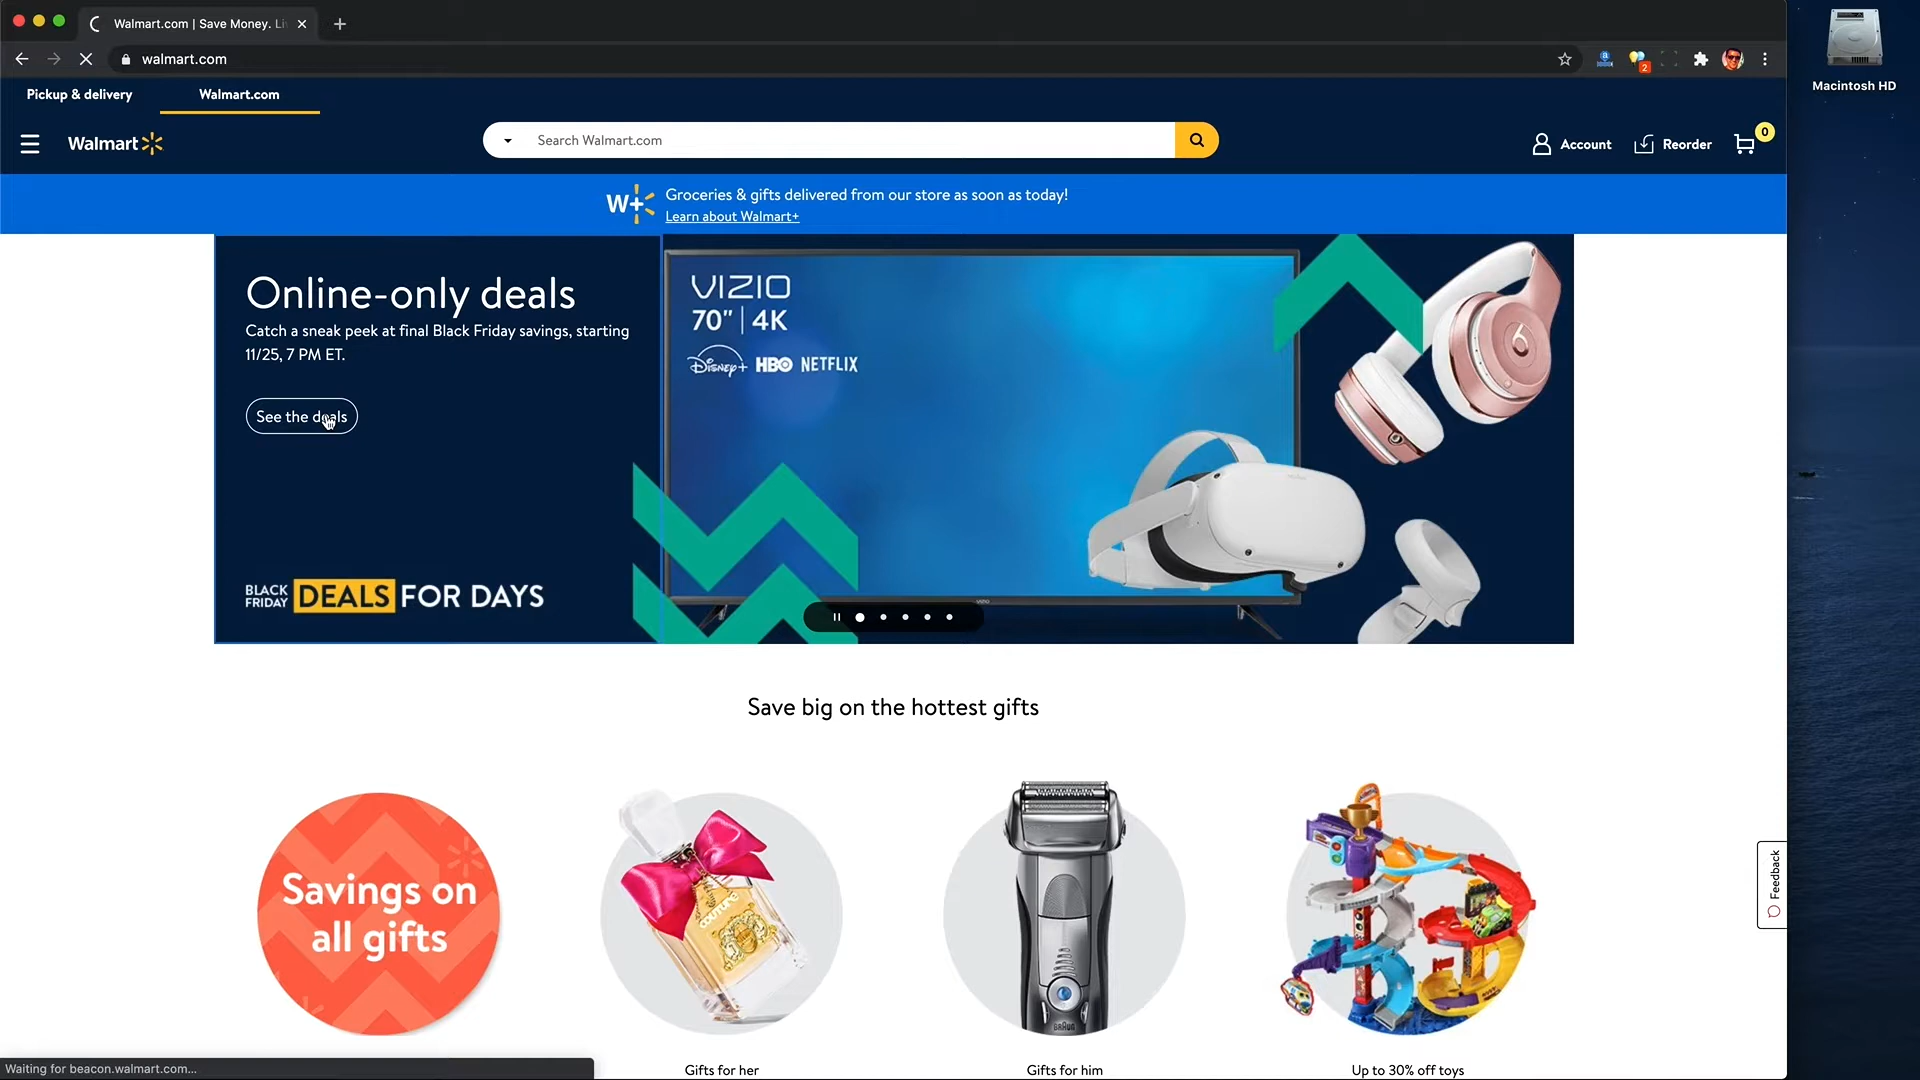 Walmart.com | Save Money. Li
walmart.com
2
Macintosh HD
Pickup & delivery
Walmart.com
Walmart
Search Walmart.com
Account
Reorder
0
W+
Groceries & gifts delivered from our store as soon as today!
Learn about Walmart+
Online-only deals
Catch a sneak peek at final Black Friday savings, starting
11/25, 7 PM ET.
See the deals
BLACK
FRIDAY
DEALS FOR DAYS
VIZIO
70" | 4K
Disney+ HBO NETFLIX
VIZIO
Save big on the hottest gifts
Savings on
all gifts
COUTURE
BRAUN
Gifts for her
Gifts for him
Up to 30% off toys
Feedback
Waiting for beacon.walmart.com...